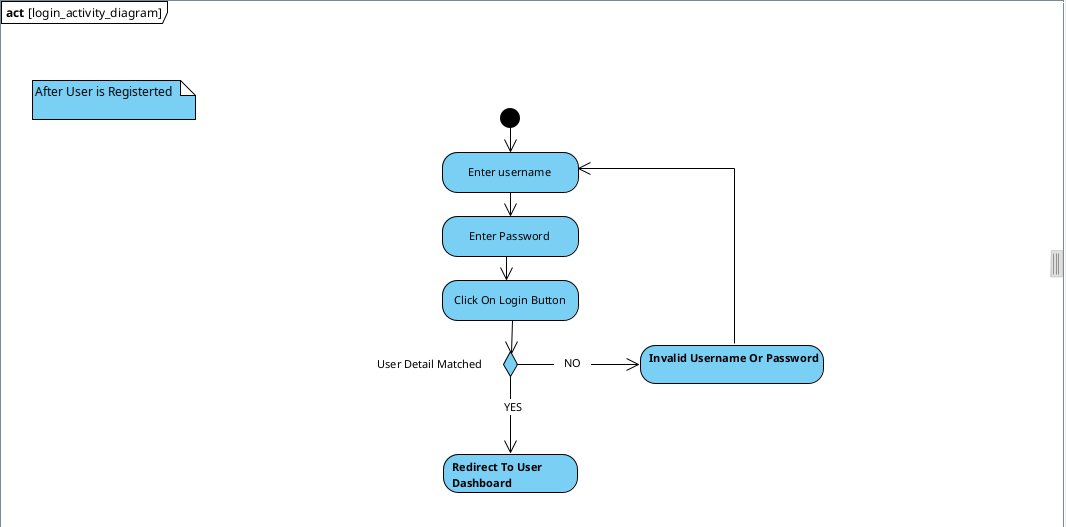 act [login_activity_diagram]
After User is Registerted
Enter username
Enter Password
Click On Login Button
User Detail Matched
NO
Invalid Username Or Password
YES
Redirect To User
Dashboard